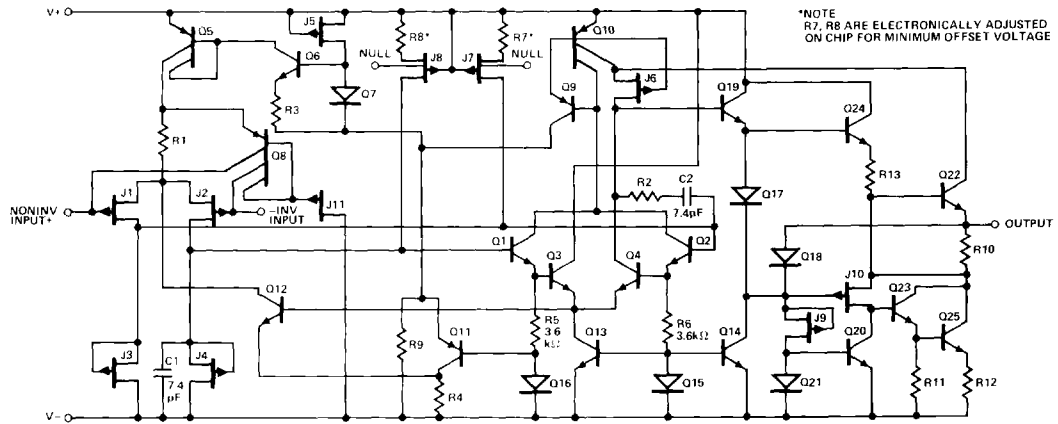 V+
Q5
J5
R8*
R7*
Q10
*NOTE
R7, R8 ARE ELECTRONICALLY ADJUSTED
ON CHIP FOR MINIMUM OFFSET VOLTAGE
Q6
NULL
J8
J7
NULL
J6
Q19
Q24
R3
Q7
Q9
R1
Q8
R13
Q22
J1
J2
R2
C2
7.4pF
Q17
NONINV
INPUT+
-INV
INPUT
J11
OUTPUT
Q1
Q3
Q4
Q2
Q18
R10
J10
Q23
Q12
R5
3.6
kΩ
R6
3.6kΩ
J9
Q25
Q13
Q14
Q20
Q11
R9
J3
C1
7.4
pF
J4
R4
Q16
Q15
Q21
R11
R12
V-